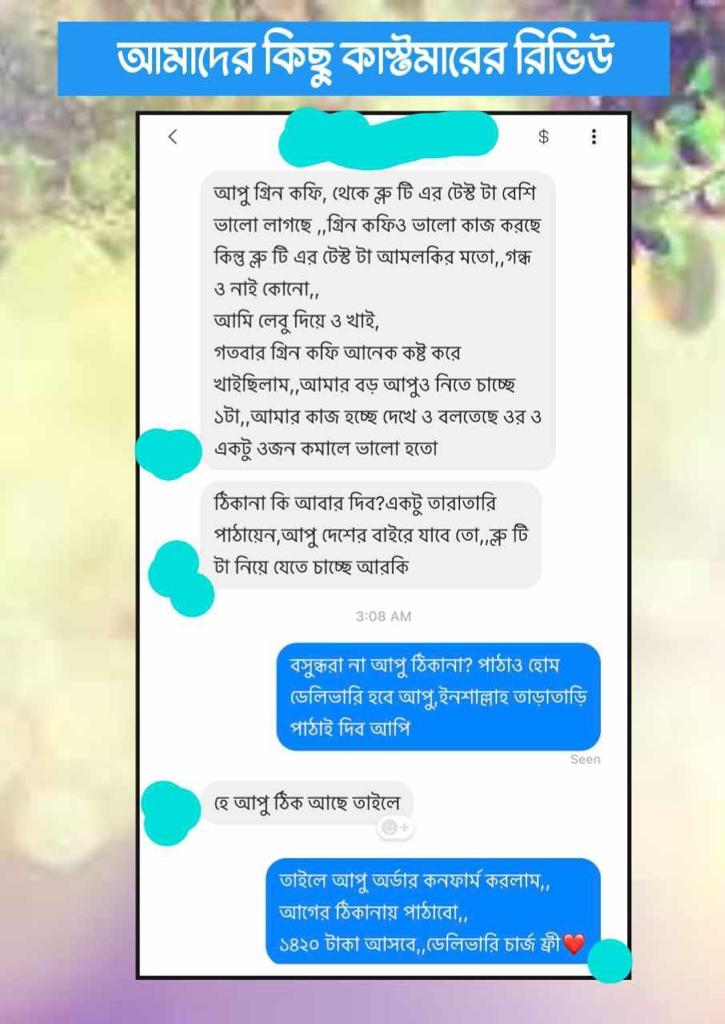 আমাদের কিছু কাস্টমারের রিভিউ
$
আপু গ্রিন কফি, থেকে ব্লু টি এর টেস্ট টা বেশি
ভালো লাগছে ,,গ্রিন কফিও ভালো কাজ করছে
কিন্তু ব্লু টি এর টেস্ট টা আমলকির মতো,,গন্ধ
ও নাই কোনো,,
আমি লেবু দিয়ে ও খাই,
গতবার গ্রিন কফি আনেক কষ্ট করে
খাইছিলাম,,আমার বড় আপুও নিতে চাচ্ছে
১টা,,আমার কাজ হচ্ছে দেখে ও বলতেছে ওর ও
একটু ওজন কমালে ভালো হতো
ঠিকানা কি আবার দিব?একটু তারাতারি
পাঠায়েন,আপু দেশের বাইরে যাবে তো,,ব্লু টি
টা নিয়ে যেতে চাচ্ছে আরকি
3:08 AM
বসুন্ধরা না আপু ঠিকানা? পাঠাও হোম
ডেলিভারি হবে আপু,ইনশাল্লাহ তাড়াতাড়ি
পাঠাই দিব আপি
Seen
হে আপু ঠিক আছে তাইলে
তাইলে আপু অর্ডার কনফার্ম করলাম,,
আগের ঠিকানায় পাঠাবো,,
১৪২০ টাকা আসবে,,ডেলিভারি চার্জ ফ্রী❤️